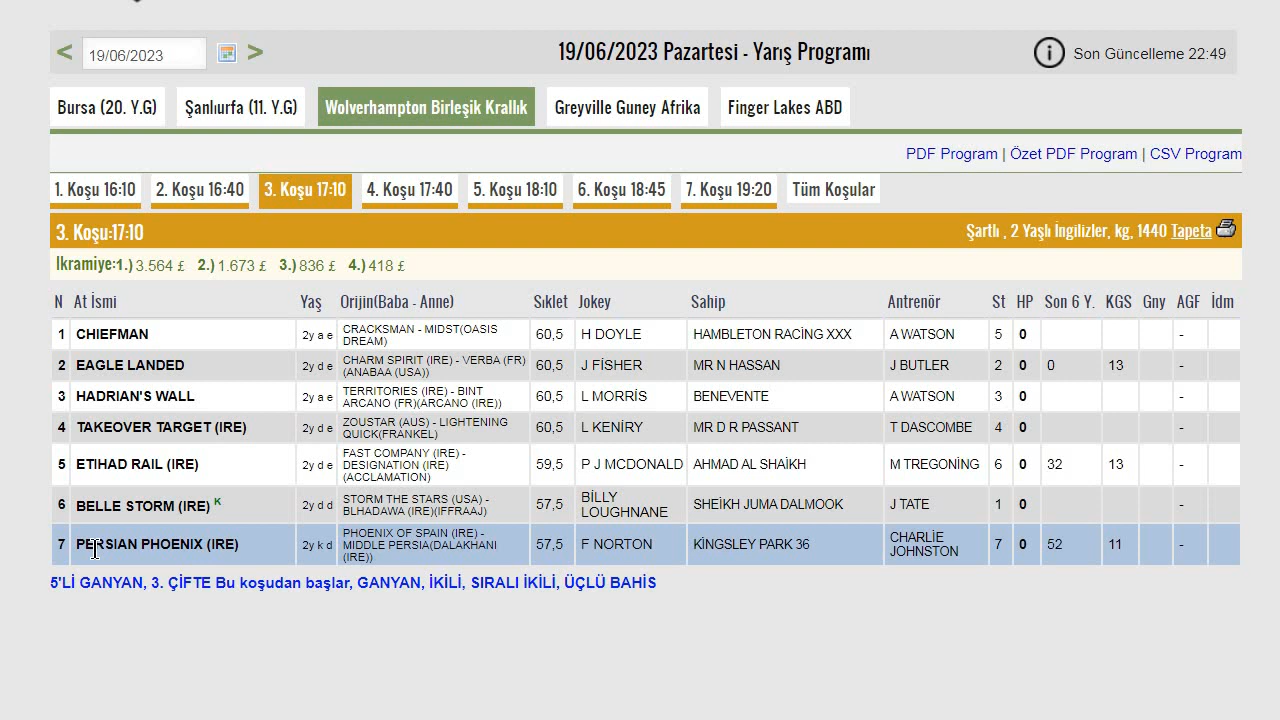 < 19/06/2023 > 19/06/2023 Pazartesi - Yarış Programı Son Güncelleme 22:49
Bursa (20. Y.G) Şanlıurfa (11. Y.G) Wolverhampton Birleşik Krallık Greyville Guney Afrika Finger Lakes ABD
PDF Program | Özet PDF Program | CSV Program
1. Koşu 16:10 2. Koşu 16:40 3. Koşu 17:10 4. Koşu 17:40 5. Koşu 18:10 6. Koşu 18:45 7. Koşu 19:20 Tüm Koşular
3. Koşu:17:10 Şartlı , 2 Yaşlı İngilizler, kg, 1440 Tapeta
Ikramiye:1.) 3.564 £ 2.) 1.673 £ 3.) 836 £ 4.) 418 £
N At İsmi Yaş Orijin(Baba - Anne) Sıklet Jokey Sahip Antrenör St HP Son 6 Y. KGS Gny AGF İdm
1 CHIEFMAN 2y a e CRACKSMAN - MIDST(OASIS DREAM) 60,5 H DOYLE HAMBLETON RACİNG XXX A WATSON 5 0 -
2 EAGLE LANDED 2y d e CHARM SPIRIT (IRE) - VERBA (FR)(ANABAA (USA)) 60,5 J FİSHER MR N HASSAN J BUTLER 2 0 0 13 -
3 HADRIAN'S WALL 2y a e TERRITORIES (IRE) - BINT ARCANO (FR)(ARCANO (IRE)) 60,5 L MORRİS BENEVENTE A WATSON 3 0 -
4 TAKEOVER TARGET (IRE) 2y d e ZOUSTAR (AUS) - LIGHTENING QUICK(FRANKEL) 60,5 L KENİRY MR D R PASSANT T DASCOMBE 4 0 -
5 ETIHAD RAIL (IRE) 2y d e FAST COMPANY (IRE) - DESIGNATION (IRE)(ACCLAMATION) 59,5 P J MCDONALD AHMAD AL SHAİKH M TREGONİNG 6 0 32 13 -
6 BELLE STORM (IRE) K 2y d d STORM THE STARS (USA) - BLHADAWA (IRE)(IFFRAAJ) 57,5 BİLLY LOUGHNANE SHEİKH JUMA DALMOOK J TATE 1 0 -
7 PERSIAN PHOENIX (IRE) 2y k d PHOENIX OF SPAIN (IRE) - MIDDLE PERSIA(DALAKHANI (IRE)) 57,5 F NORTON KİNGSLEY PARK 36 CHARLİE JOHNSTON 7 0 52 11 -
5'Lİ GANYAN, 3. ÇİFTE Bu koşudan başlar, GANYAN, İKİLİ, SIRALI İKİLİ, ÜÇLÜ BAHİS